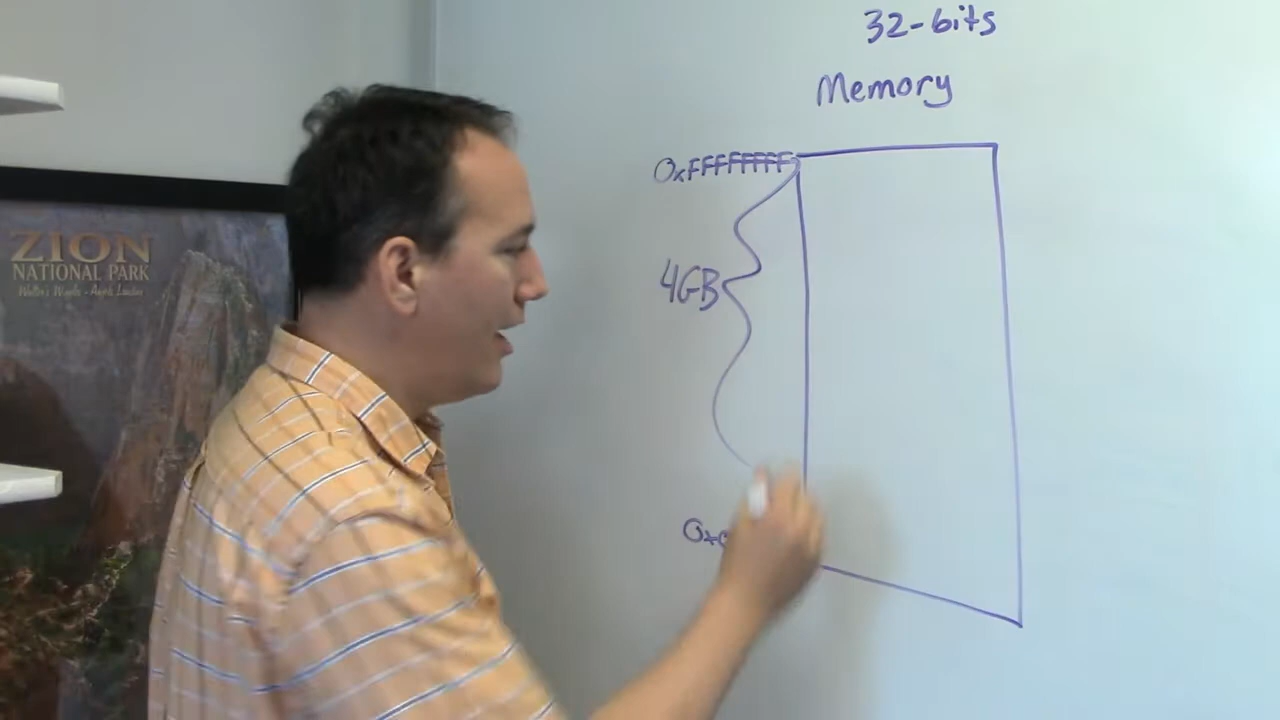 32-bits
Memory
0xFFFFFFFF
ZION
NATIONAL PARK
4GB